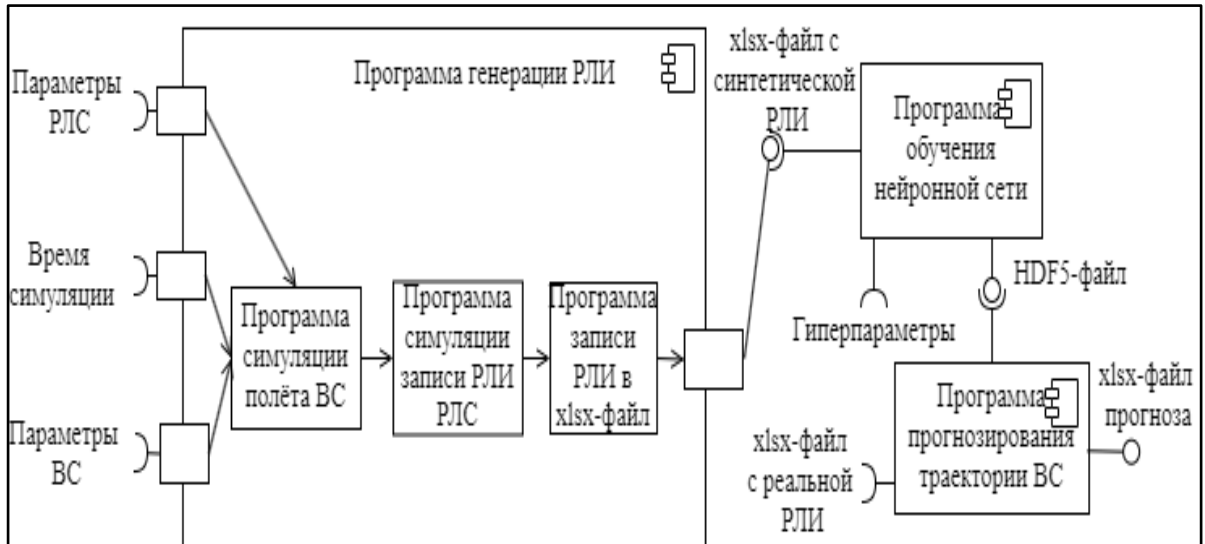 Параметры
РЛС
Время
симуляции
Параметры
ВС
Программа генерации РЛИ
Программа
симуляции
полёта ВС
Программа
симуляции
записи РЛИ
РЛС
Программа
записи
РЛИ в
xlsx-файл
xlsx-файл с
синтетической
РЛИ
Программа
обучения
нейронной сети
Гиперпараметры
HDF5-файл
Программа
прогнозирования
траектории ВС
xlsx-файл
с реальной
РЛИ
xlsx-файл
прогноза